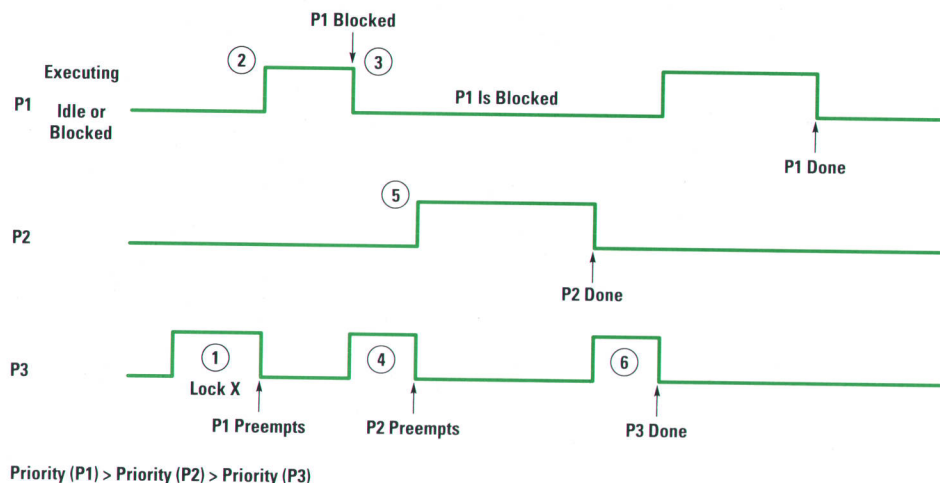 P1 Blocked
2
3
Executing
P1
Idle or
Blocked
P1 Is Blocked
P1 Done
5
P2
P2 Done
P3
1
Lock X
4
6
P1 Preempts
P2 Preempts
P3 Done
Priority (P1) > Priority (P2) > Priority (P3)